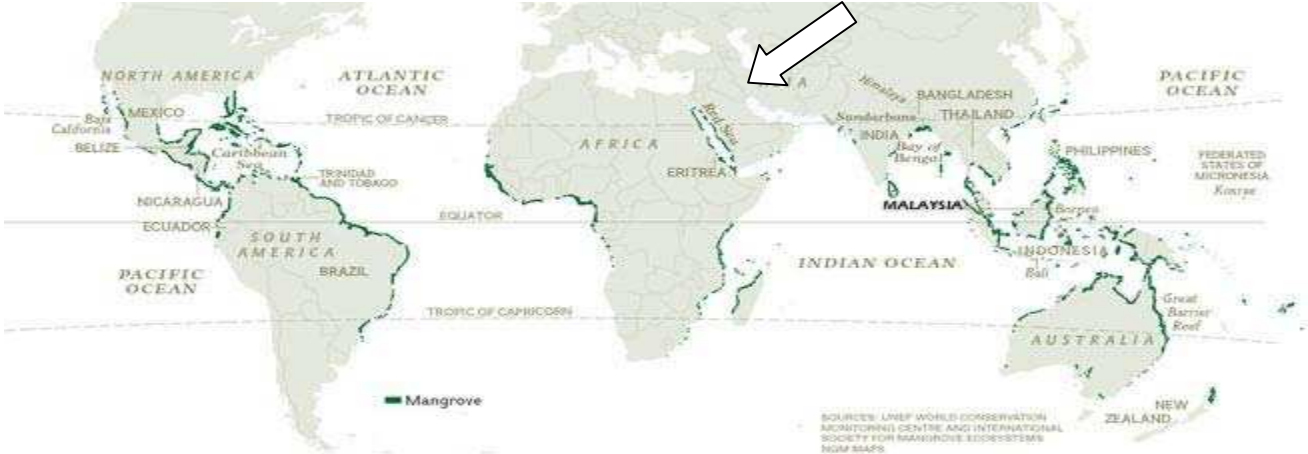 NORTH AMERICA
ATLANTIC
OCEAN
PACIFIC
OCEAN
Himalaya
BANGLADESH
MEXICO
Baja
California
TROPIC OF CANCER
Red Sea
Sundarbans
THAILAND
INDIA
BELIZE
Caribbean
Sea
AFRICA
Bay of
Bengal
PHILIPPINES
FEDERATED
STATES OF
MICRONESIA
Kosrae
TRINIDAD
AND TOBAGO
ERITREA
NICARAGUA
MALAYSIA
Borneo
EQUATOR
ECUADOR
SOUTH
AMERICA
INDONESIA
Bali
BRAZIL
INDIAN OCEAN
PACIFIC
OCEAN
Great
Barrier
Reef
TROPIC OF CAPRICORN
AUSTRALIA
Mangrove
NEW
ZEALAND
SOURCES: UNEP WORLD CONSERVATION
MONITORING CENTRE AND INTERNATIONAL
SOCIETY FOR MANGROVE ECOSYSTEMS
NGM MAPS